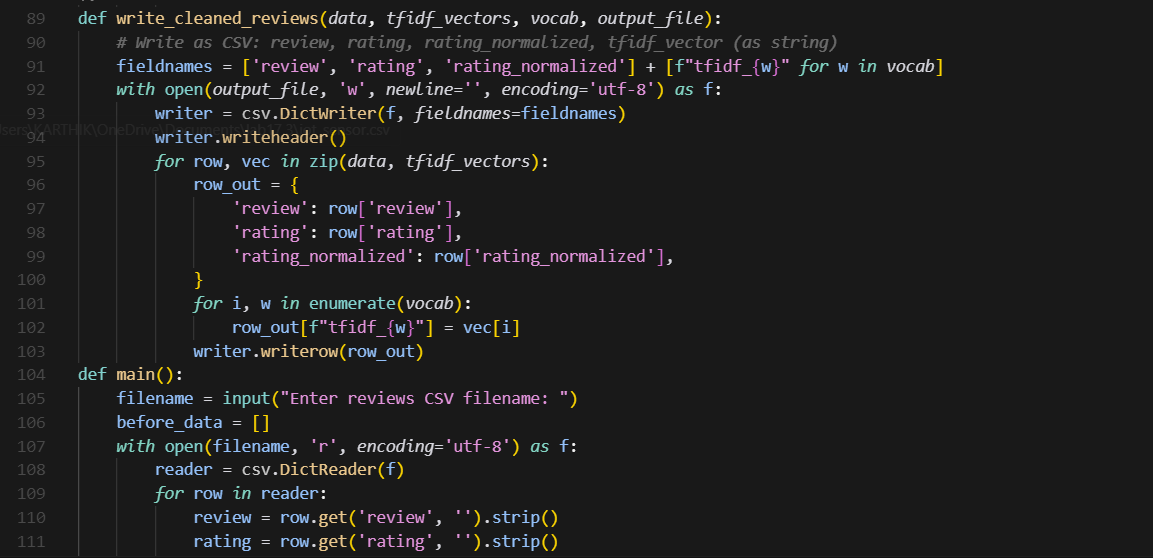 89 def write_cleaned_reviews(data, tfidf_vectors, vocab, output_file):
90 # Write as CSV: review, rating, rating_normalized, tfidf_vector (as string)
91 fieldnames = ['review', 'rating', 'rating_normalized'] + [f"tfidf_{w}" for w in vocab]
92 with open(output_file, 'w', newline='', encoding='utf-8') as f:
93 writer = csv.DictWriter(f, fieldnames=fieldnames)
94 writer.writeheader()
95 for row, vec in zip(data, tfidf_vectors):
96 row_out = {
97 'review': row['review'],
98 'rating': row['rating'],
99 'rating_normalized': row['rating_normalized'],
100 }
101 for i, w in enumerate(vocab):
102 row_out[f"tfidf_{w}"] = vec[i]
103 writer.writerow(row_out)
104 def main():
105 filename = input("Enter reviews CSV filename: ")
106 before_data = []
107 with open(filename, 'r', encoding='utf-8') as f:
108 reader = csv.DictReader(f)
109 for row in reader:
110 review = row.get('review', '').strip()
111 rating = row.get('rating', '').strip()